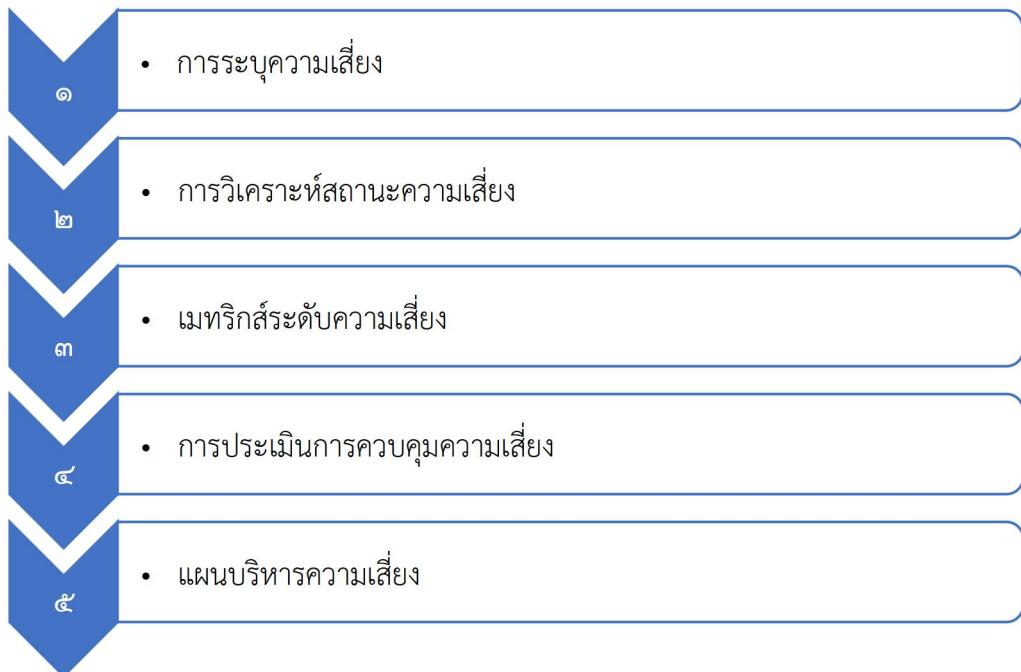 ๑
• การระบุความเสี่ยง
๒
• การวิเคราะห์สถานะความเสี่ยง
๓
• เมทริกส์ระดับความเสี่ยง
๔
• การประเมินการควบคุมความเสี่ยง
๕
• แผนบริหารความเสี่ยง